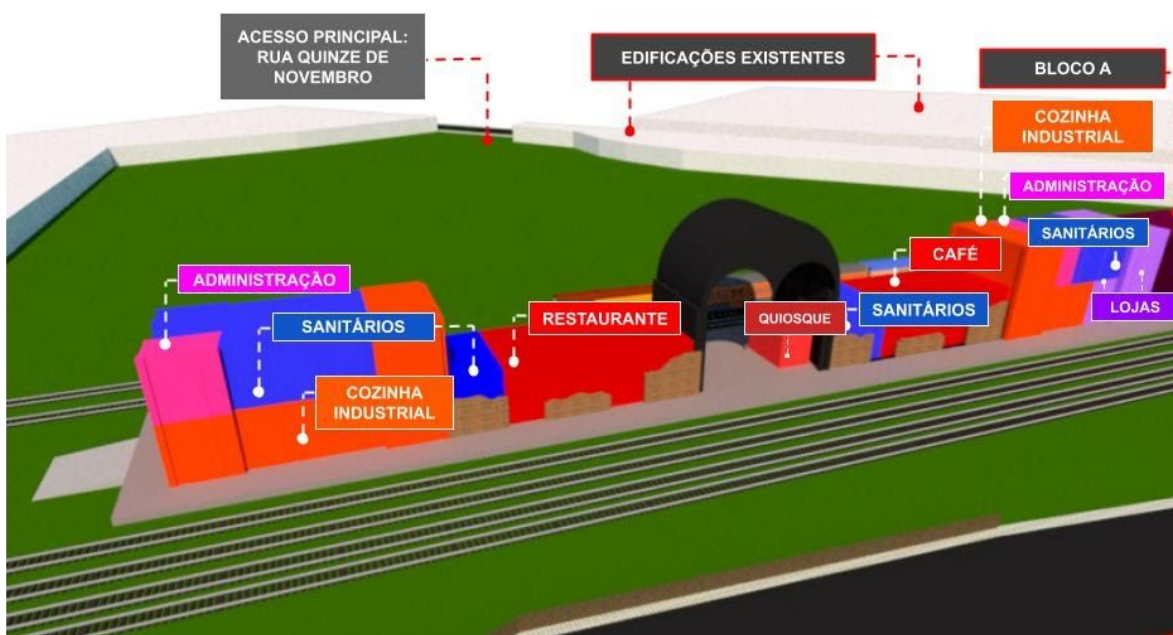 ACESSO PRINCIPAL:
RUA QUINZE DE
NOVEMBRO
EDIFICAÇÕES EXISTENTES
BLOCO A
COZINHA
INDUSTRIAL
ADMINISTRAÇÃO
SANITÁRIOS
CAFÉ
LOJAS
ADMINISTRAÇÃO
SANITÁRIOS
RESTAURANTE
QUIOSQUE
SANITÁRIOS
COZINHA
INDUSTRIAL